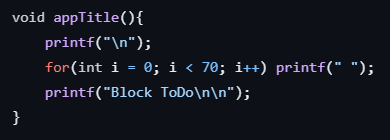 void appTitle(){
    printf("\n");
    for(int i = 0; i < 70; i++) printf(" ");
    printf("Block ToDo\n\n");
}